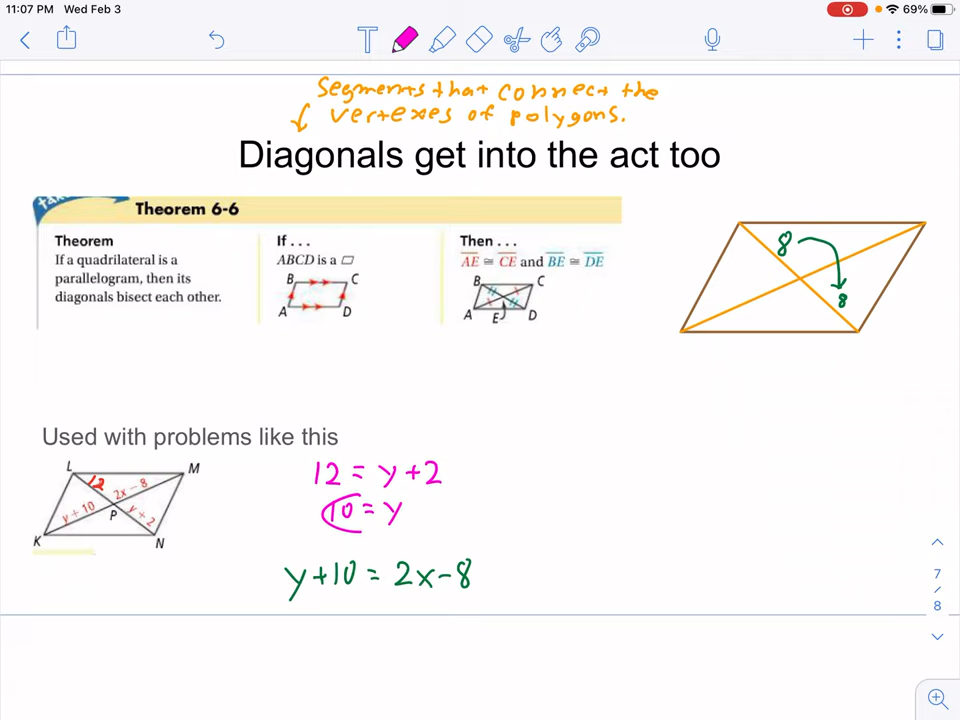 11:07 PM Wed Feb 3
69%
T
Segments that connect the
vertexes of polygons.
Diagonals get into the act too
Theorem 6-6
Theorem
If a quadrilateral is a
parallelogram, then its
diagonals bisect each other.
If . . .
ABCD is a ▱
B C
A D
Then . . .
AE ≅ CE and BE ≅ DE
B C
A E D
8
8
Used with problems like this
L M
12 2x − 8
y + 10 P y + 2
K N
12 = y + 2
10 = y
y + 10 = 2x - 8
7
/
8